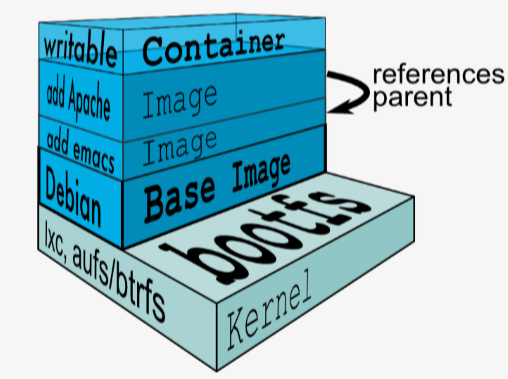 writable Container
references
parent
add Apache Image
add emacs Image
Debian Base Image
bootfs
lxc, aufs/btrfs
Kernel